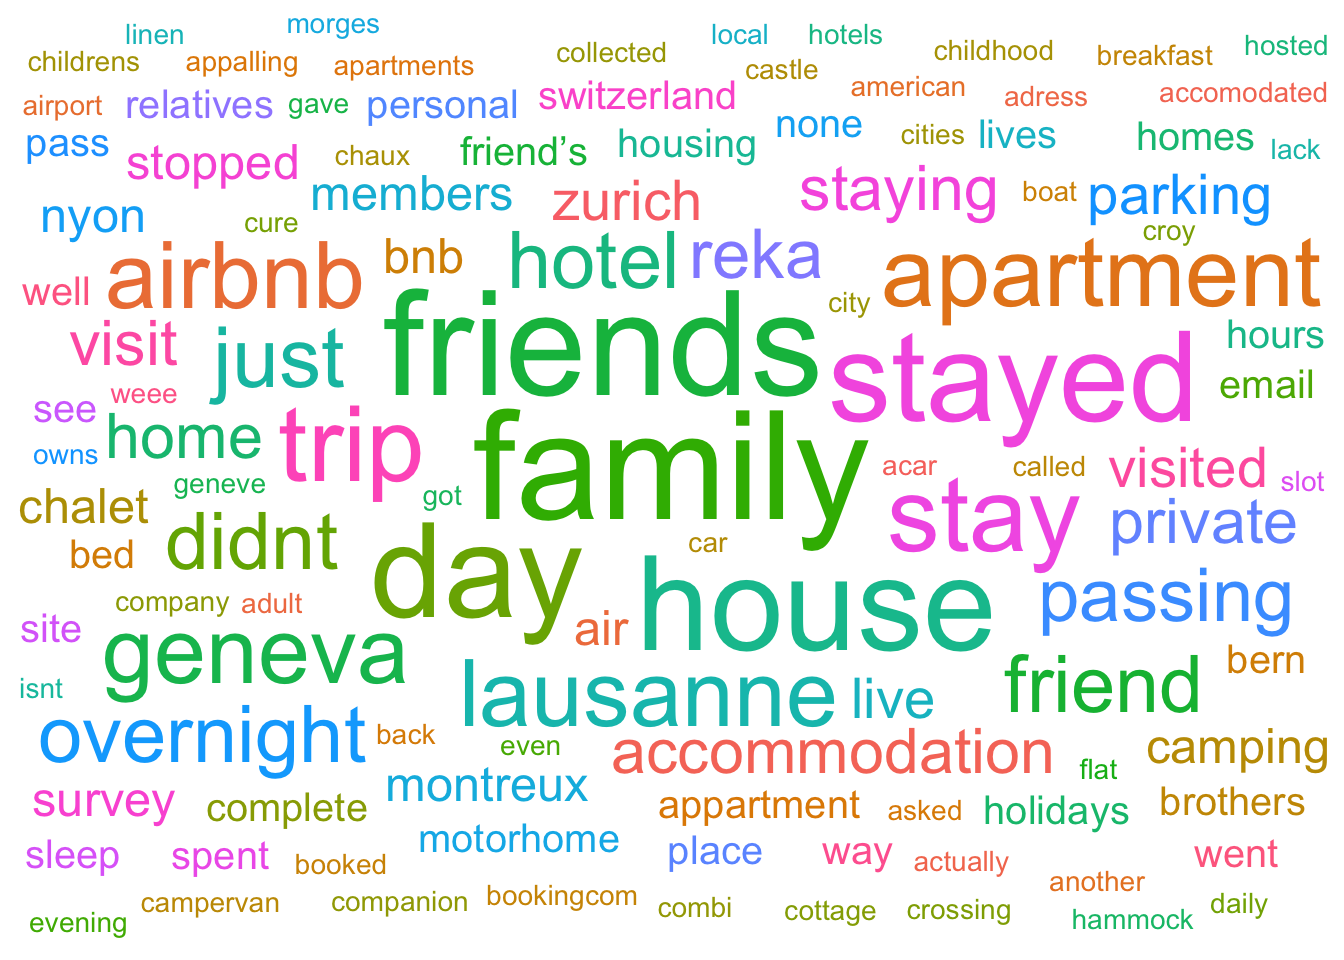 linen morges local hotels hosted
childrens appalling apartments collected castle childhood breakfast
airport relatives gave personal switzerland american adress accomodated
pass stopped chaux friend’s housing none cities lives homes lack
nyon cure members zurich staying boat parking croy
well airbnb bnb hotel reka city apartment
visit just friends stayed hours
see weee email
owns home trip family acar called visited slot
chalet geneve got stay private
bed didnt day car
company adult air house passing
site geneva bern
isnt lausanne live friend
overnight back even accommodation flat camping
survey complete montreux appartment asked holidays brothers
sleep spent booked motorhome place way actually went
evening campervan companion bookingcom combi cottage crossing another hammock daily